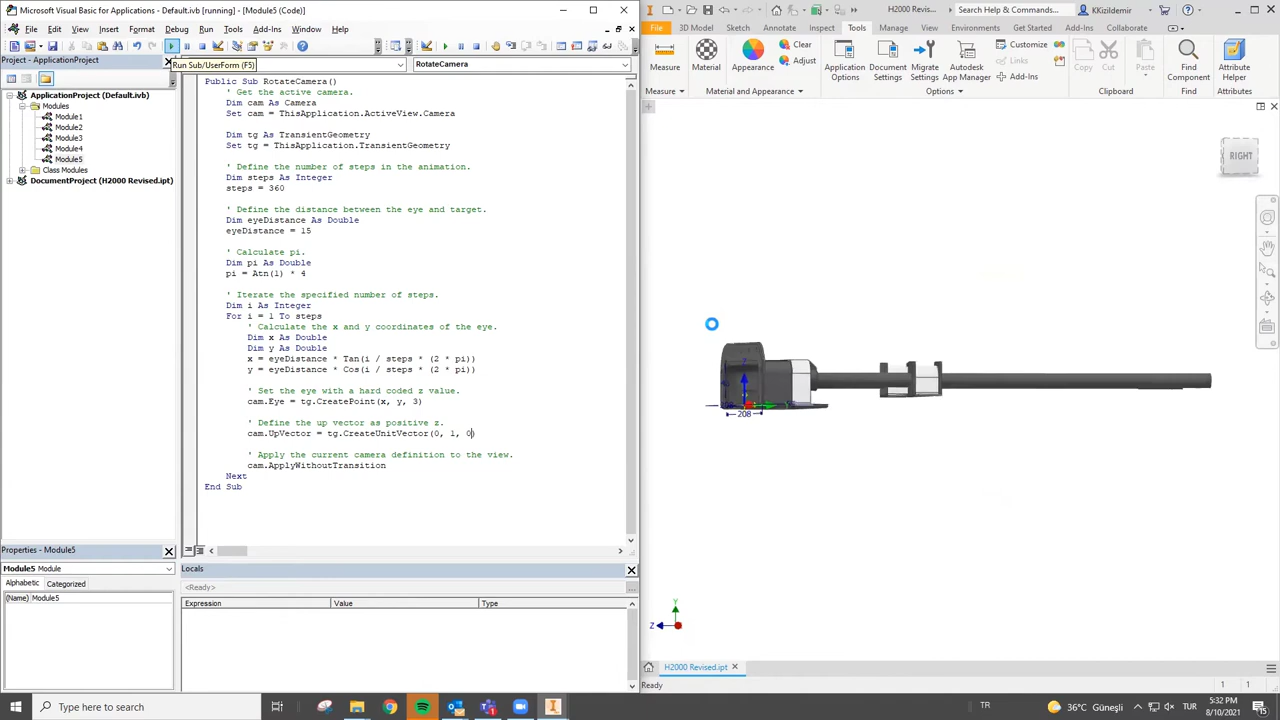 Microsoft Visual Basic for Applications - Default.ivb [running] - [Module5 (Code)]
File Edit View Insert Format Debug Run Tools Add-Ins Window Help
Project - ApplicationProject
Run Sub/UserForm (F5)
RotateCamera
ApplicationProject (Default.ivb)
Modules
Module1
Module2
Module3
Module4
Module5
Class Modules
DocumentProject (H2000 Revised.ipt)
Public Sub RotateCamera()
' Get the active camera.
Dim cam As Camera
Set cam = ThisApplication.ActiveView.Camera
Dim tg As TransientGeometry
Set tg = ThisApplication.TransientGeometry
' Define the number of steps in the animation.
Dim steps As Integer
steps = 360
' Define the distance between the eye and target.
Dim eyeDistance As Double
eyeDistance = 15
' Calculate pi.
Dim pi As Double
pi = Atn(1) * 4
' Iterate the specified number of steps.
Dim i As Integer
For i = 1 To steps
' Calculate the x and y coordinates of the eye.
Dim x As Double
Dim y As Double
x = eyeDistance * Tan(i / steps * (2 * pi))
y = eyeDistance * Cos(i / steps * (2 * pi))
' Set the eye with a hard coded z value.
cam.Eye = tg.CreatePoint(x, y, 3)
' Define the up vector as positive z.
cam.UpVector = tg.CreateUnitVector(0, 1, 0)
' Apply the current camera definition to the view.
cam.ApplyWithoutTransition
Next
End Sub
Properties - Module5
Module5 Module
Alphabetic Categorized
(Name) Module5
Locals
<Ready>
Expression Value Type
H2000 Revis... Search Help & Commands... KKizildemir
File 3D Model Sketch Annotate Inspect Tools Manage View Environments Get Started Add-Ins Collaborate
Measure
Material
Appearance
Clear
Adjust
Application Options
Document Settings
Migrate Settings
Autodesk App Manager
Customize
Links
Add-Ins
Copy
Paste
Find Component
Attribute Helper
Measure Material and Appearance Options Clipboard Find Attributes
RIGHT
208
Y
Z
H2000 Revised.ipt
Ready 1 1
Type here to search
36°C Güneşli
TR
TUR
5:32 PM
8/10/2021
15